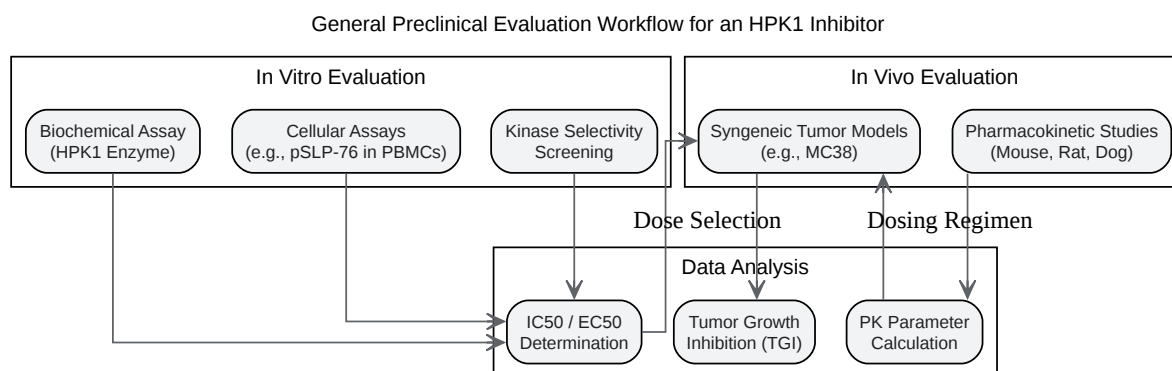 General Preclinical Evaluation Workflow for an HPK1 Inhibitor
In Vitro Evaluation
In Vivo Evaluation
Biochemical Assay
(HPK1 Enzyme)
Cellular Assays
(e.g., pSLP-76 in PBMCs)
Kinase Selectivity
Screening
Syngeneic Tumor Models
(e.g., MC38)
Pharmacokinetic Studies
(Mouse, Rat, Dog)
Dose Selection
Dosing Regimen
Data Analysis
IC50 / EC50
Determination
Tumor Growth
Inhibition (TGI)
PK Parameter
Calculation